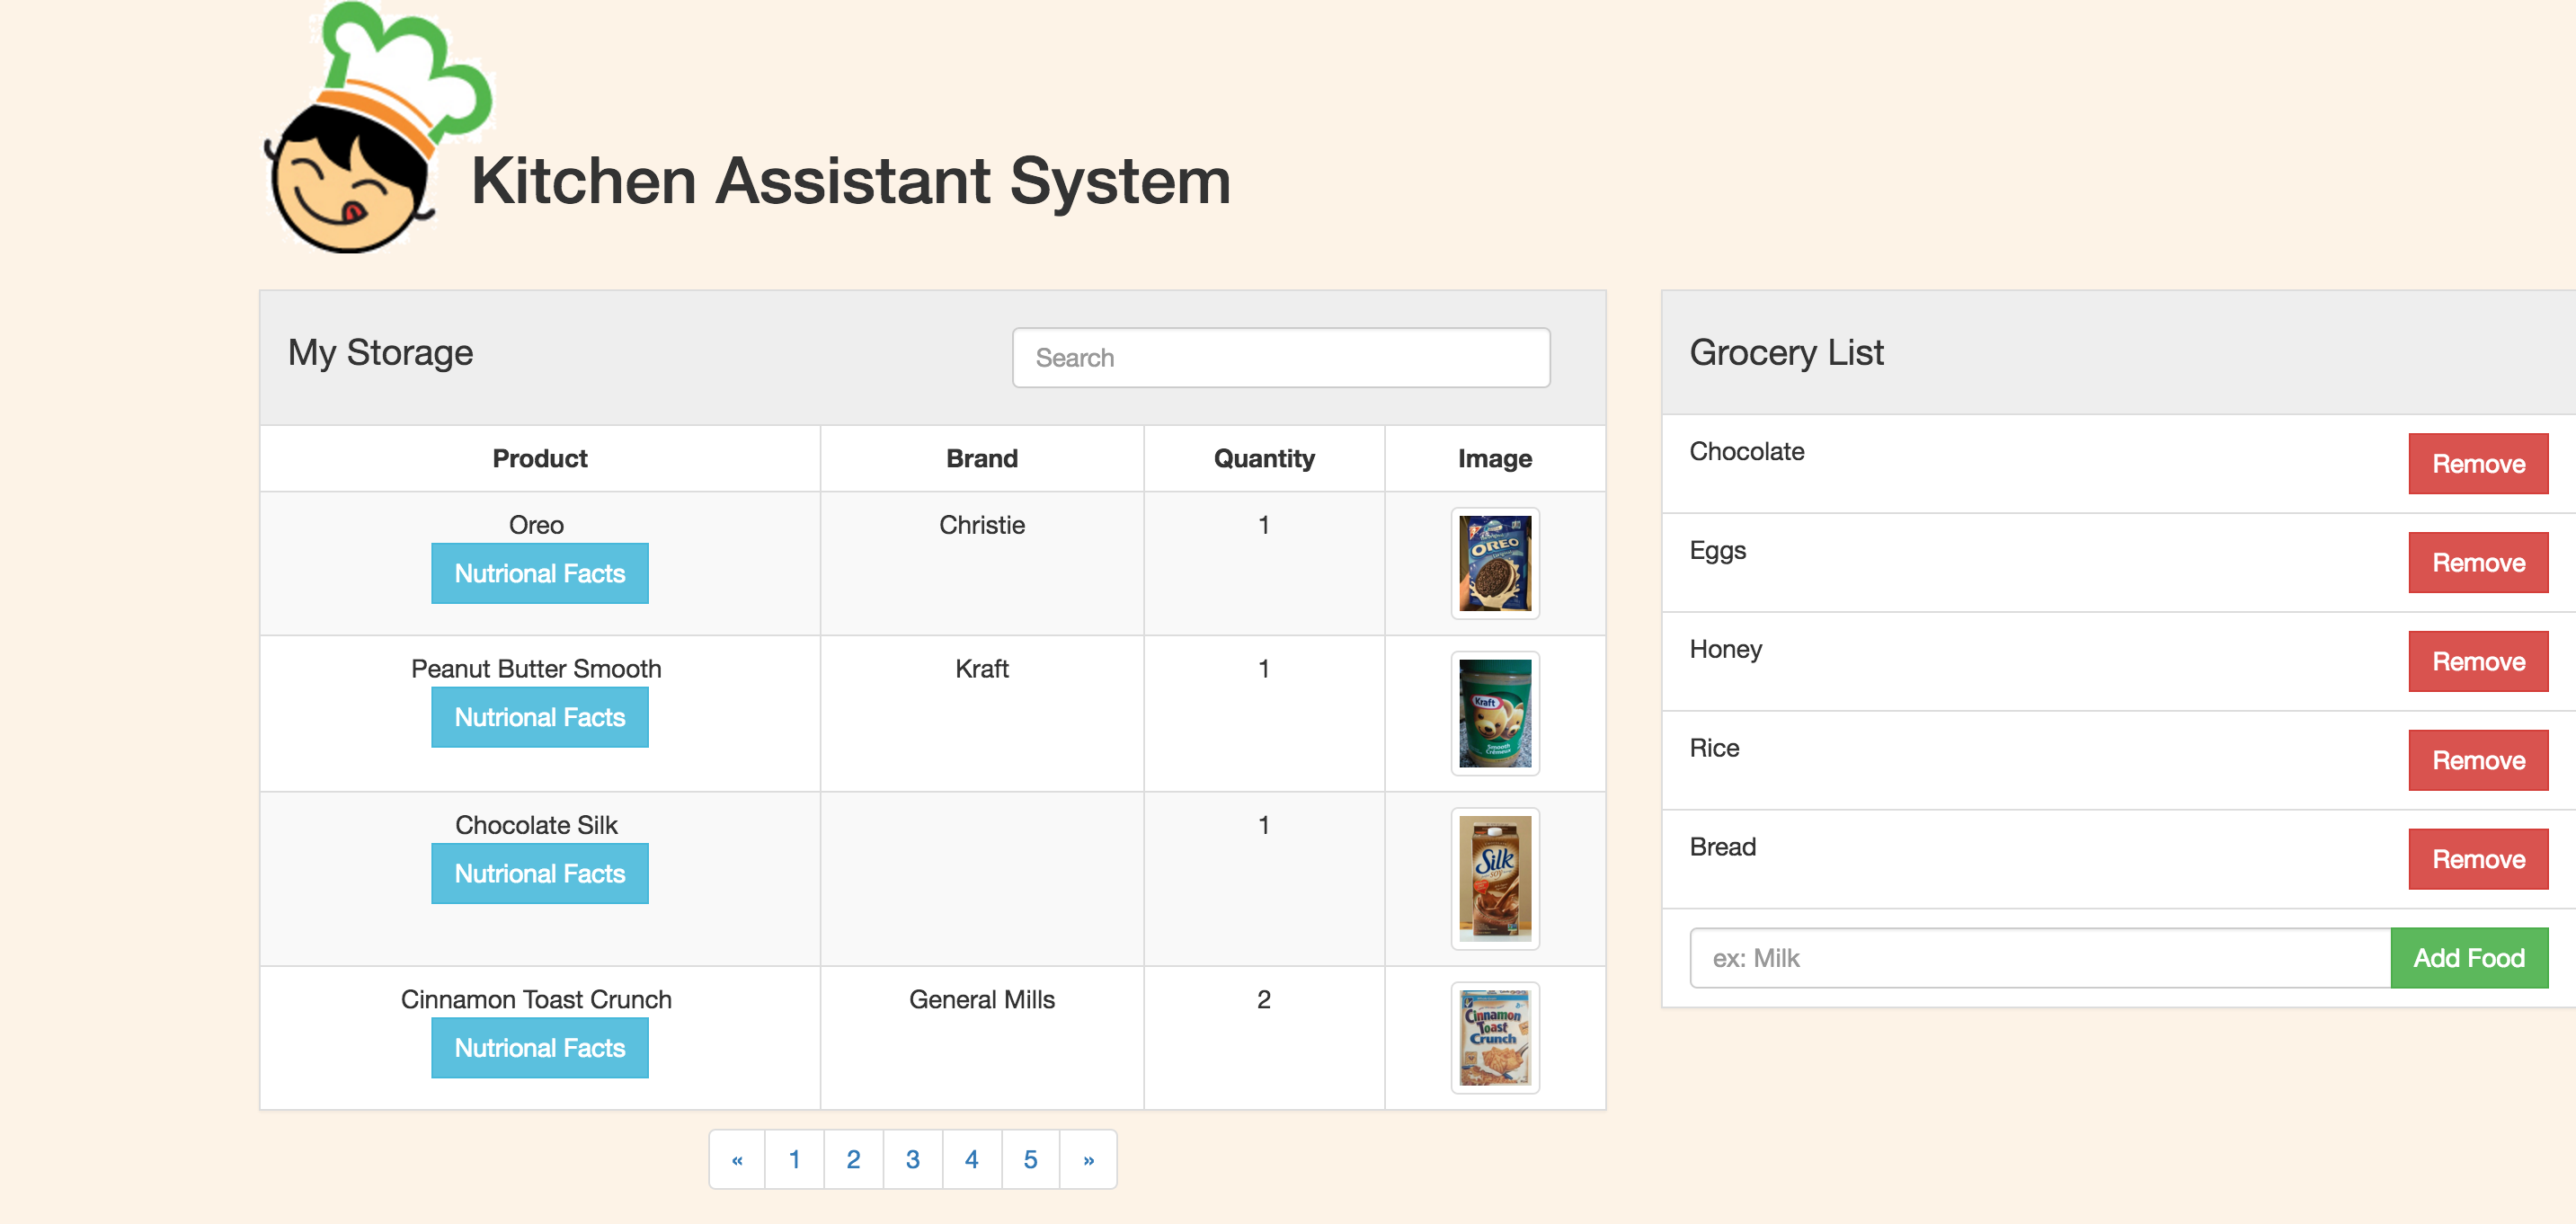 Kitchen Assistant System
My Storage
Search
Product Brand Quantity Image
Oreo Christie 1
OREO
Nutrional Facts
Peanut Butter Smooth Kraft 1
Kraft
Smooth
Crémeux
Nutrional Facts
Chocolate Silk 1
Silk
SOY
Nutrional Facts
Cinnamon Toast Crunch General Mills 2
Cinnamon
Toast
Crunch
Nutrional Facts
« 1 2 3 4 5 »
Grocery List
Chocolate Remove
Eggs Remove
Honey Remove
Rice Remove
Bread Remove
ex: Milk Add Food